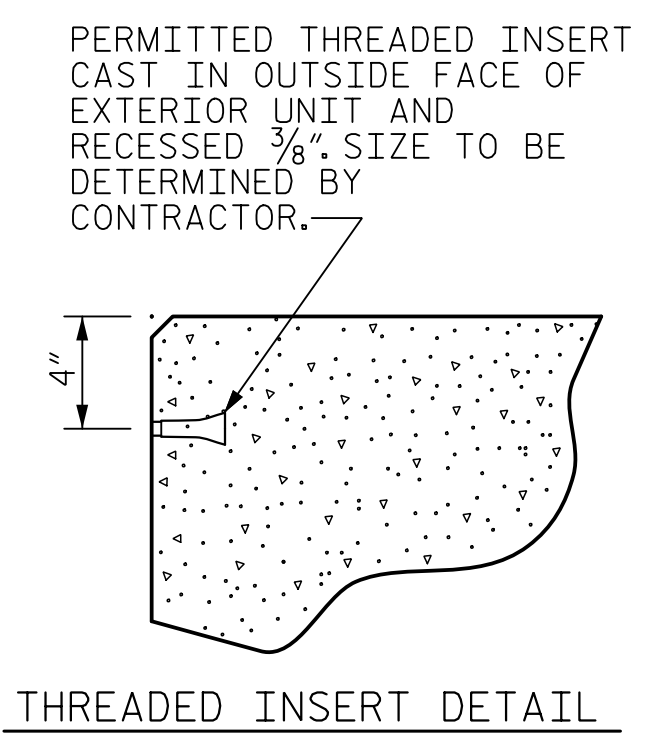 PERMITTED THREADED INSERT
CAST IN OUTSIDE FACE OF
EXTERIOR UNIT AND
RECESSED 3/8". SIZE TO BE
DETERMINED BY
CONTRACTOR.
4"
THREADED INSERT DETAIL